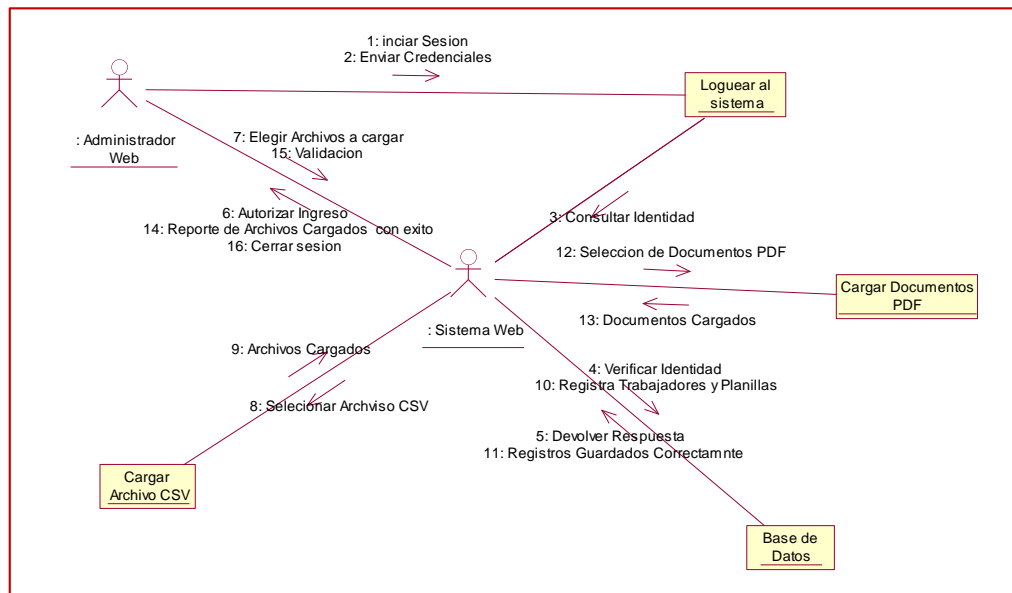 1: inciar Sesion
2: Enviar Credenciales
Loguear al
sistema
: Administrador
Web
7: Elegir Archivos a cargar
15: Validacion
6: Autorizar Ingreso
14: Reporte de Archivos Cargados con exito
16: Cerrar sesion
3: Consultar Identidad
12: Seleccion de Documentos PDF
Cargar Documentos
PDF
13: Documentos Cargados
: Sistema Web
9: Archivos Cargados
8: Selecionar Archviso CSV
4: Verificar Identidad
10: Registra Trabajadores y Planillas
5: Devolver Respuesta
11: Registros Guardados Correctamnte
Cargar
Archivo CSV
Base de
Datos